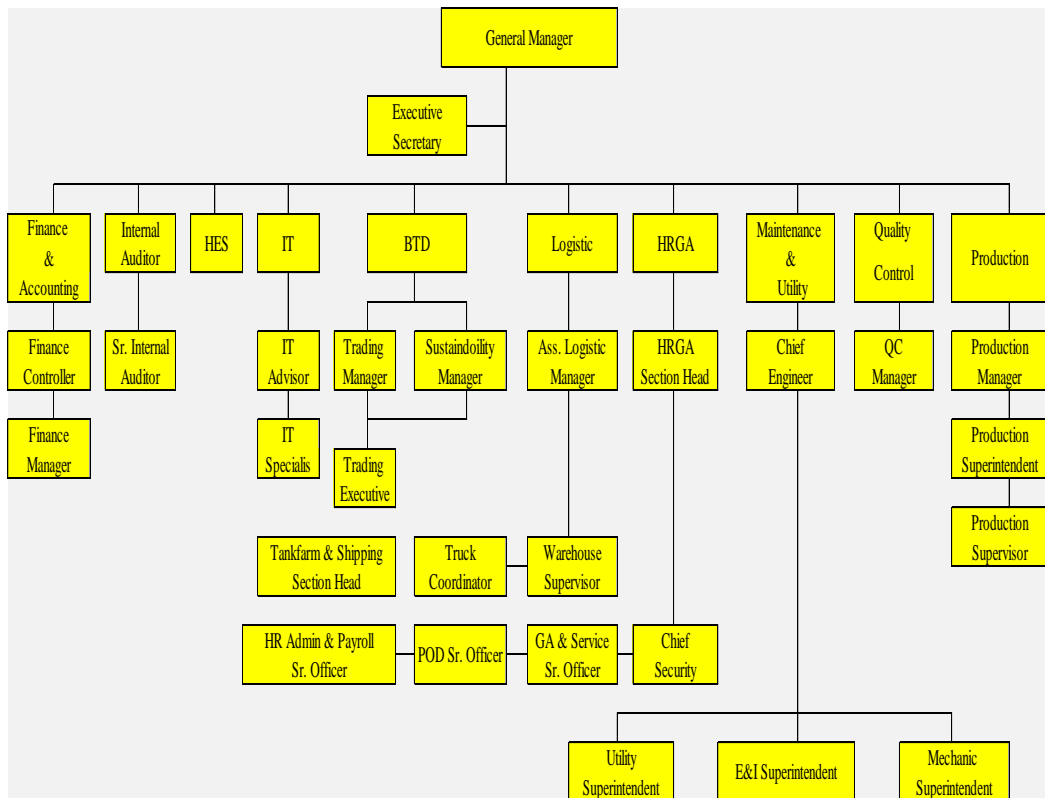 General Manager
Executive
Secretary
Finance
&
Accounting
Internal
Auditor
HES
IT
BTD
Logistic
HRGA
Maintenance
&
Utility
Quality
Control
Production
Finance
Controller
Sr. Internal
Auditor
IT
Advisor
Trading
Manager
Sustaindoility
Manager
Ass. Logistic
Manager
HRGA
Section Head
Chief
Engineer
QC
Manager
Production
Manager
Finance
Manager
IT
Specialis
Trading
Executive
Production
Superintendent
Production
Supervisor
Tankfarm & Shipping
Section Head
Truck
Coordinator
Warehouse
Supervisor
HR Admin & Payroll
Sr. Officer
POD Sr. Officer
GA & Service
Sr. Officer
Chief
Security
Utility
Superintendent
E&I Superintendent
Mechanic
Superintendent